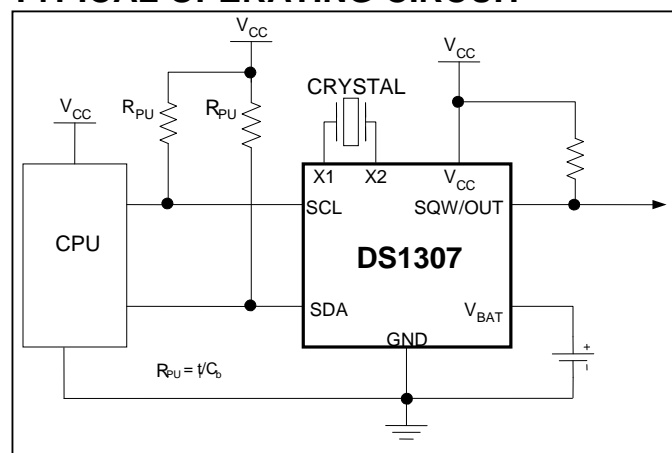 TYPICAL OPERATING CIRCUIT
VCC
VCC
CRYSTAL
VCC
RPU
RPU
X1
X2
VCC
SCL
SQW/OUT
CPU
DS1307
SDA
VBAT
GND
RPU = t/Cb
+
-